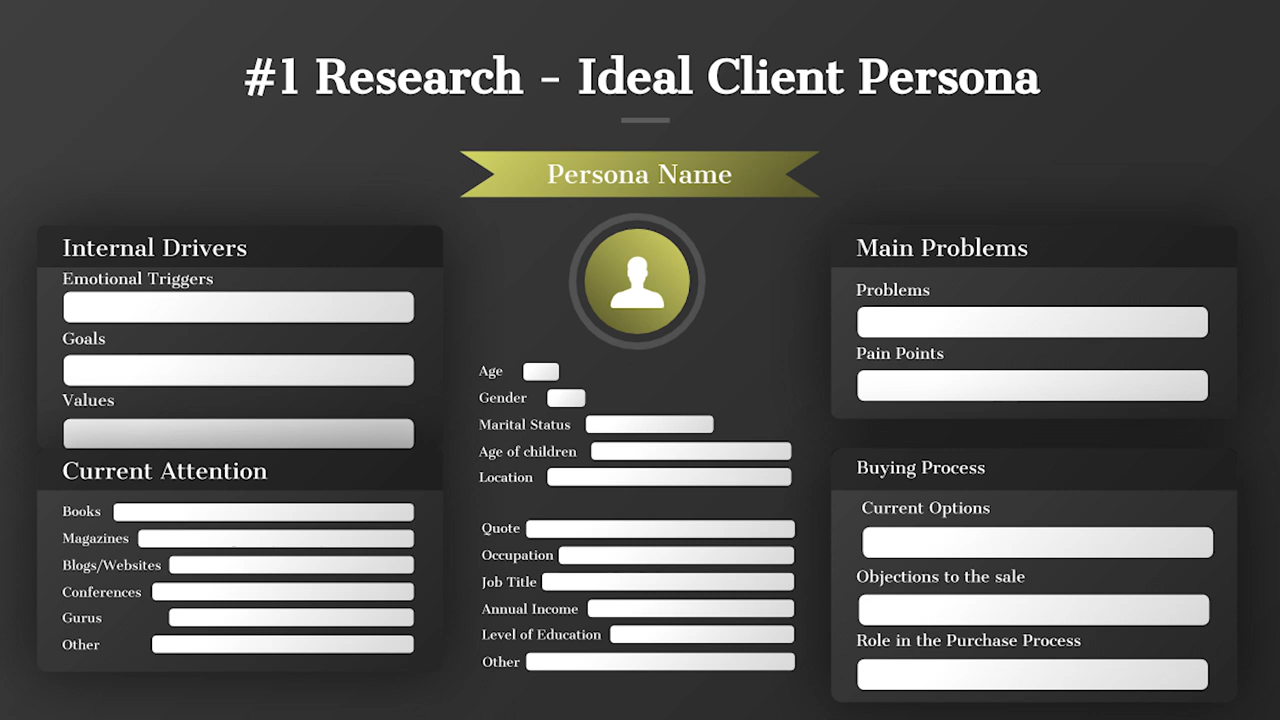 #1 Research - Ideal Client Persona
Persona Name
Internal Drivers
Emotional Triggers
Goals
Values
Current Attention
Books
Magazines
Blogs/Websites
Conferences
Gurus
Other
Age
Gender
Marital Status
Age of children
Location
Quote
Occupation
Job Title
Annual Income
Level of Education
Other
Main Problems
Problems
Pain Points
Buying Process
Current Options
Objections to the sale
Role in the Purchase Process